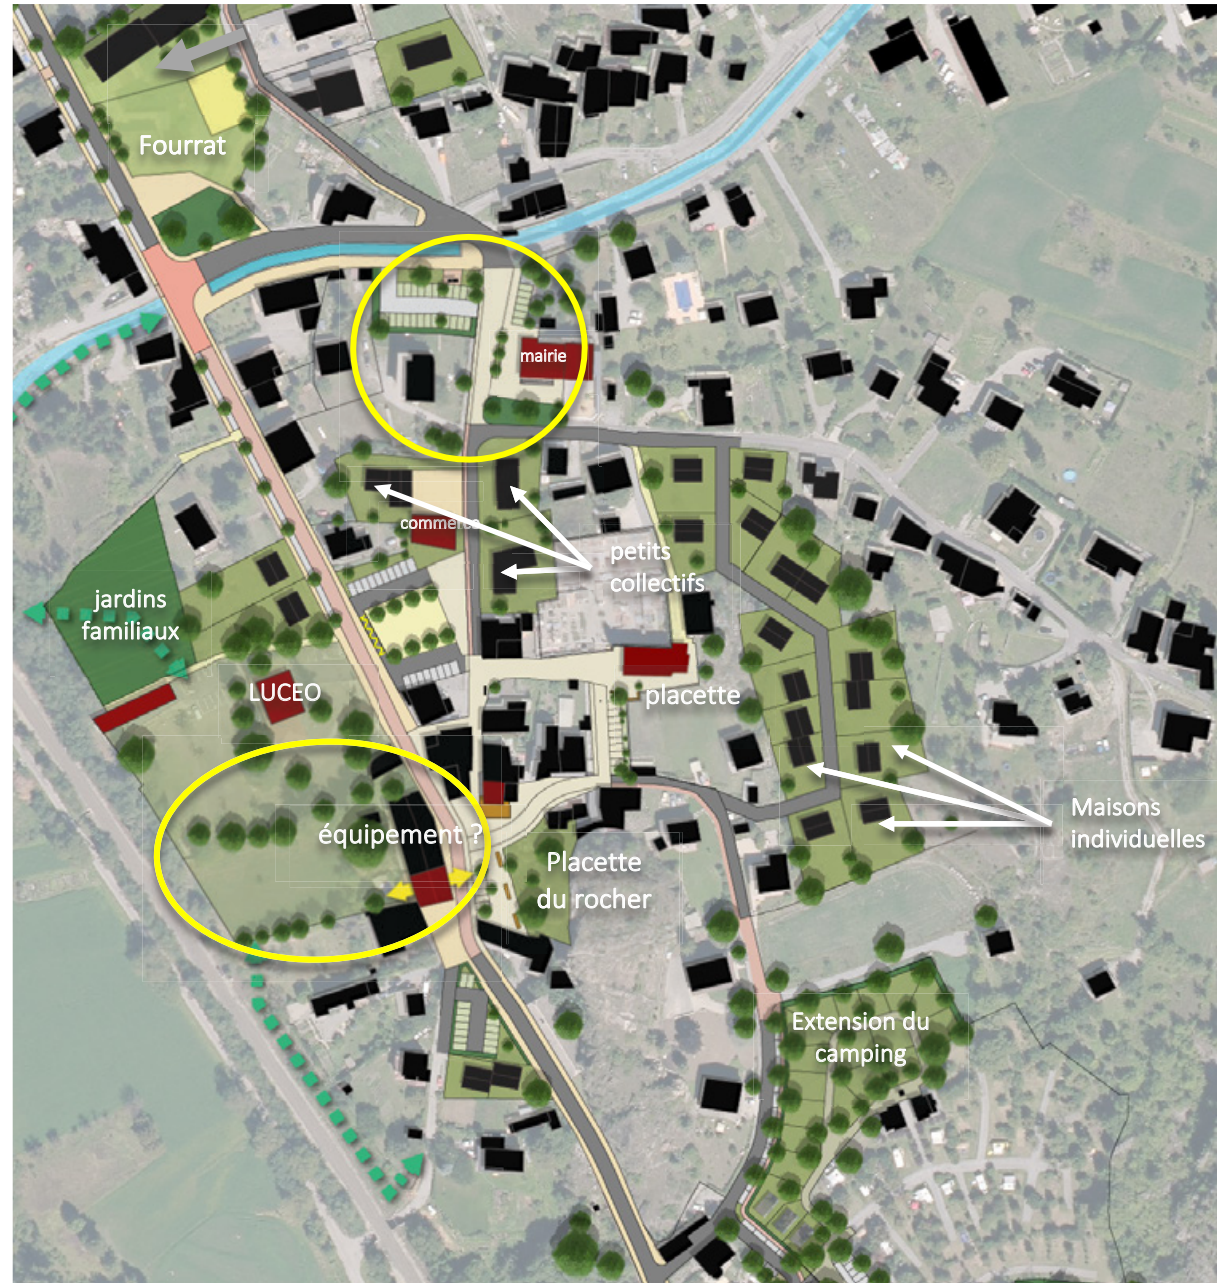 Fourrat
mairie
commerce
petits
collectifs
jardins
familiaux
LUCEO
placette
équipement ?
Maisons
individuelles
Placette
du rocher
Extension du
camping